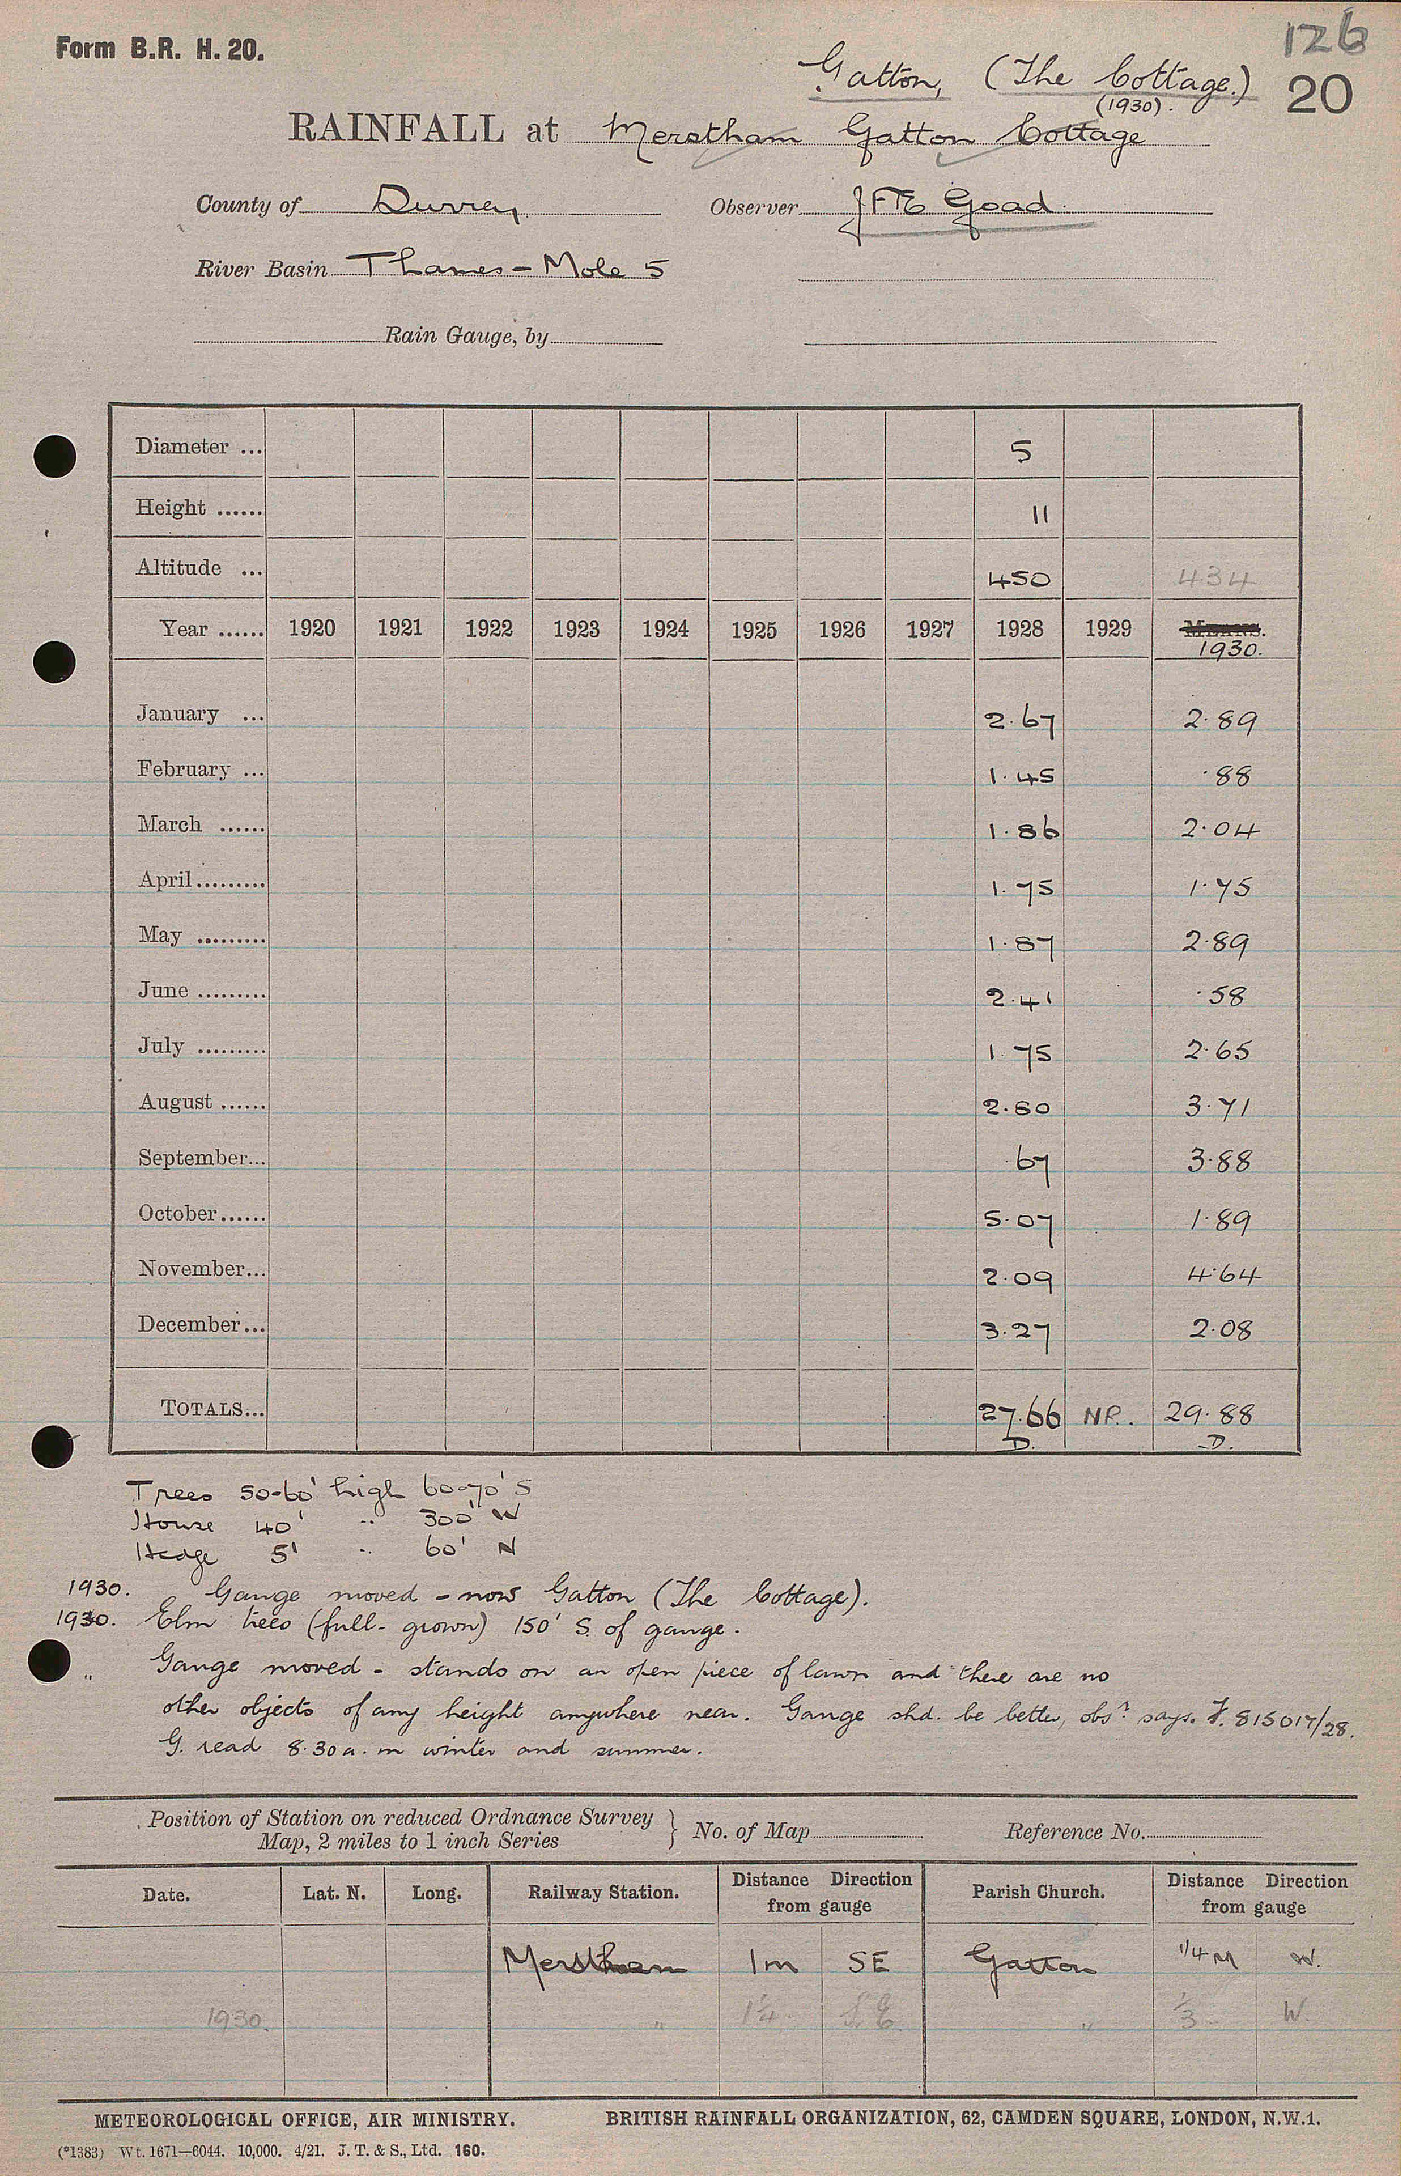 Form B.R. H. 20.
126
20
Gatton, (The Cottage.)
(1930).
RAINFALL at Merstham Gatton Cottage
County of Surrey. Observer J F E Goad
River Basin Thames - Mole 5
Rain Gauge, by
Diameter ... 5
Height ...... 11
Altitude ... 450 434
Year ...... 1920 1921 1922 1923 1924 1925 1926 1927 1928 1929 MEANS.
1930.
January ... 2.67 2.89
February ... 1.45 .88
March ...... 1.86 2.04
April ......... 1.75 1.75
May ......... 1.87 2.89
June ......... 2.41 .58
July ......... 1.75 2.65
August ...... 2.80 3.71
September... .67 3.88
October...... 5.07 1.89
November... 2.09 4.64
December... 3.27 2.08
TOTALS... 27.66 NR. 29.88
D. D.
Trees 50-60' high 60-70' S
House 40' " 300' W
Hedge 5' " 60' N
1930. Gauge moved - now Gatton (The Cottage).
1930. Elm trees (full-grown) 150' S. of gauge.
" Gauge moved - stands on an open piece of lawn and there are no
other objects of any height anywhere near. Gauge shd. be better, obsr. says. F. 815017/28.
G. read 8.30 a.m winter and summer.
Position of Station on reduced Ordnance Survey
Map, 2 miles to 1 inch Series } No. of Map Reference No.
Date. Lat. N. Long. Railway Station. Distance Direction from gauge Parish Church. Distance Direction from gauge
Merstham 1m SE Gatton 1/4 M W.
1930 " 1¼ S.E " ⅓ W.
METEOROLOGICAL OFFICE, AIR MINISTRY. BRITISH RAINFALL ORGANIZATION, 62, CAMDEN SQUARE, LONDON, N.W.1.
(*1383) Wt. 1671—6044. 10,000. 4/21. J. T. & S., Ltd. 160.